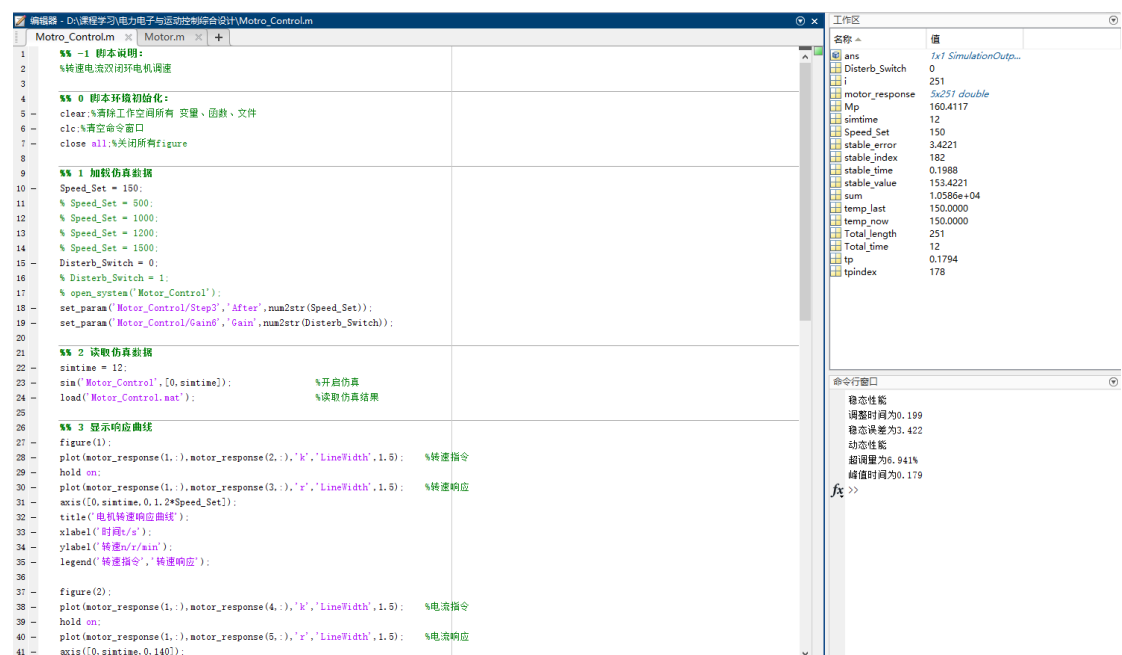 编辑器 - D:\课程学习\电力电子与运动控制综合设计\Motro_Control.m
Motro_Control.m × Motor.m × +
1 %% -1 脚本说明:
2 %转速电流双闭环电机调速
3
4 %% 0 脚本环境初始化:
5 - clear;%清除工作空间所有 变量、函数、文件
6 - clc;%清空命令窗口
7 - close all;%关闭所有figure
8
9 %% 1 加载仿真数据
10 - Speed_Set = 150;
11 % Speed_Set = 500;
12 % Speed_Set = 1000;
13 % Speed_Set = 1200;
14 % Speed_Set = 1500;
15 - Disterb_Switch = 0;
16 % Disterb_Switch = 1;
17 % open_system('Motor_Control');
18 - set_param('Motor_Control/Step3','After',num2str(Speed_Set));
19 - set_param('Motor_Control/Gain6','Gain',num2str(Disterb_Switch));
20
21 %% 2 读取仿真数据
22 - simtime = 12;
23 - sim('Motor_Control',[0,simtime]); %开启仿真
24 - load('Motor_Control.mat'); %读取仿真结果
25
26 %% 3 显示响应曲线
27 - figure(1);
28 - plot(motor_response(1,:),motor_response(2,:),'k','LineWidth',1.5); %转速指令
29 - hold on;
30 - plot(motor_response(1,:),motor_response(3,:),'r','LineWidth',1.5); %转速响应
31 - axis([0,simtime,0,1.2*Speed_Set]);
32 - title('电机转速响应曲线');
33 - xlabel('时间t/s');
34 - ylabel('转速n/r/min');
35 - legend('转速指令','转速响应');
36
37 - figure(2);
38 - plot(motor_response(1,:),motor_response(4,:),'k','LineWidth',1.5); %电流指令
39 - hold on;
40 - plot(motor_response(1,:),motor_response(5,:),'r','LineWidth',1.5); %电流响应
41 - axis([0,simtime,0,140]);
工作区
名称 值
ans 1x1 SimulationOutp...
Disterb_Switch 0
i 251
motor_response 5x251 double
Mp 160.4117
simtime 12
Speed_Set 150
stable_error 3.4221
stable_index 182
stable_time 0.1988
stable_value 153.4221
sum 1.0586e+04
temp_last 150.0000
temp_now 150.0000
Total_length 251
Total_time 12
tp 0.1794
tpindex 178
命令行窗口
稳态性能
调整时间为0.199
稳态误差为3.422
动态性能
超调量为6.941%
峰值时间为0.179
fx >>